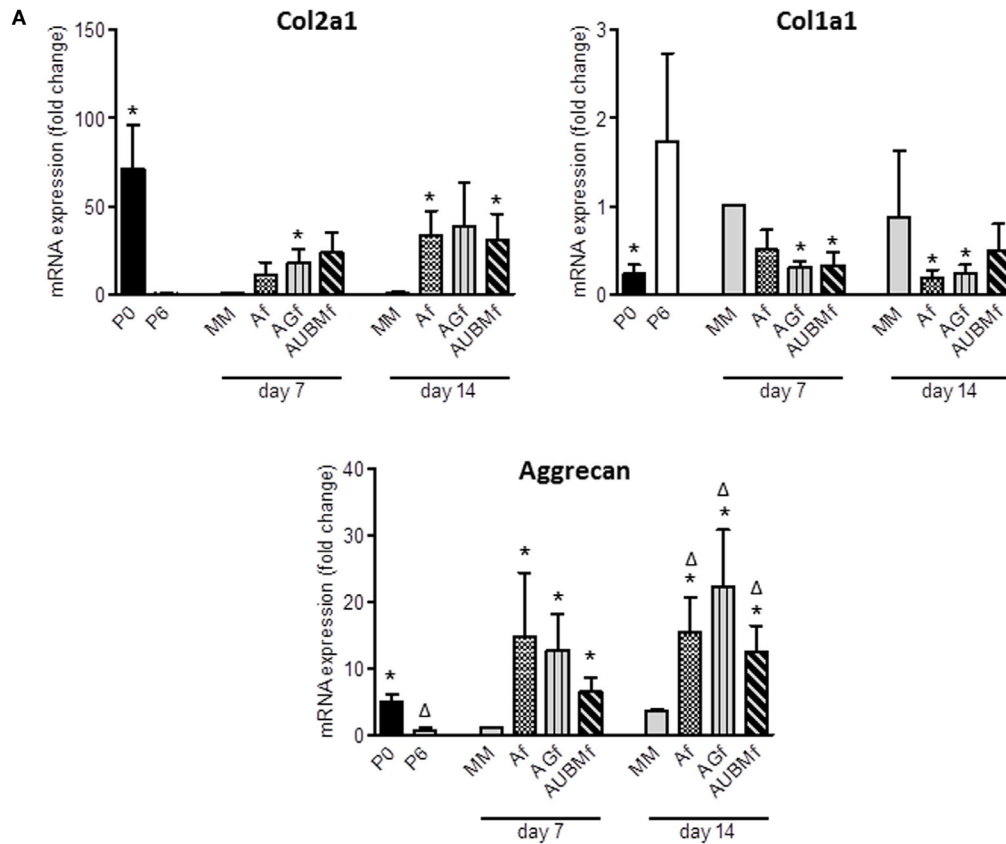 A
Col2a1
mRNA expression (fold change)
150
100
50
0
*
*
*
*
P0 P6 MM Af AGf AUBMf MM Af AGf AUBMf
day 7 day 14
Col1a1
mRNA expression (fold change)
3
2
1
0
*
* *
* *
P0 P6 MM Af AGf AUBMf MM Af AGf AUBMf
day 7 day 14
Aggrecan
mRNA expression (fold change)
40
30
20
10
0
*
Δ
*
*
*
Δ
*
Δ
*
Δ
*
P0 P6 MM Af AGf AUBMf MM Af AGf AUBMf
day 7 day 14